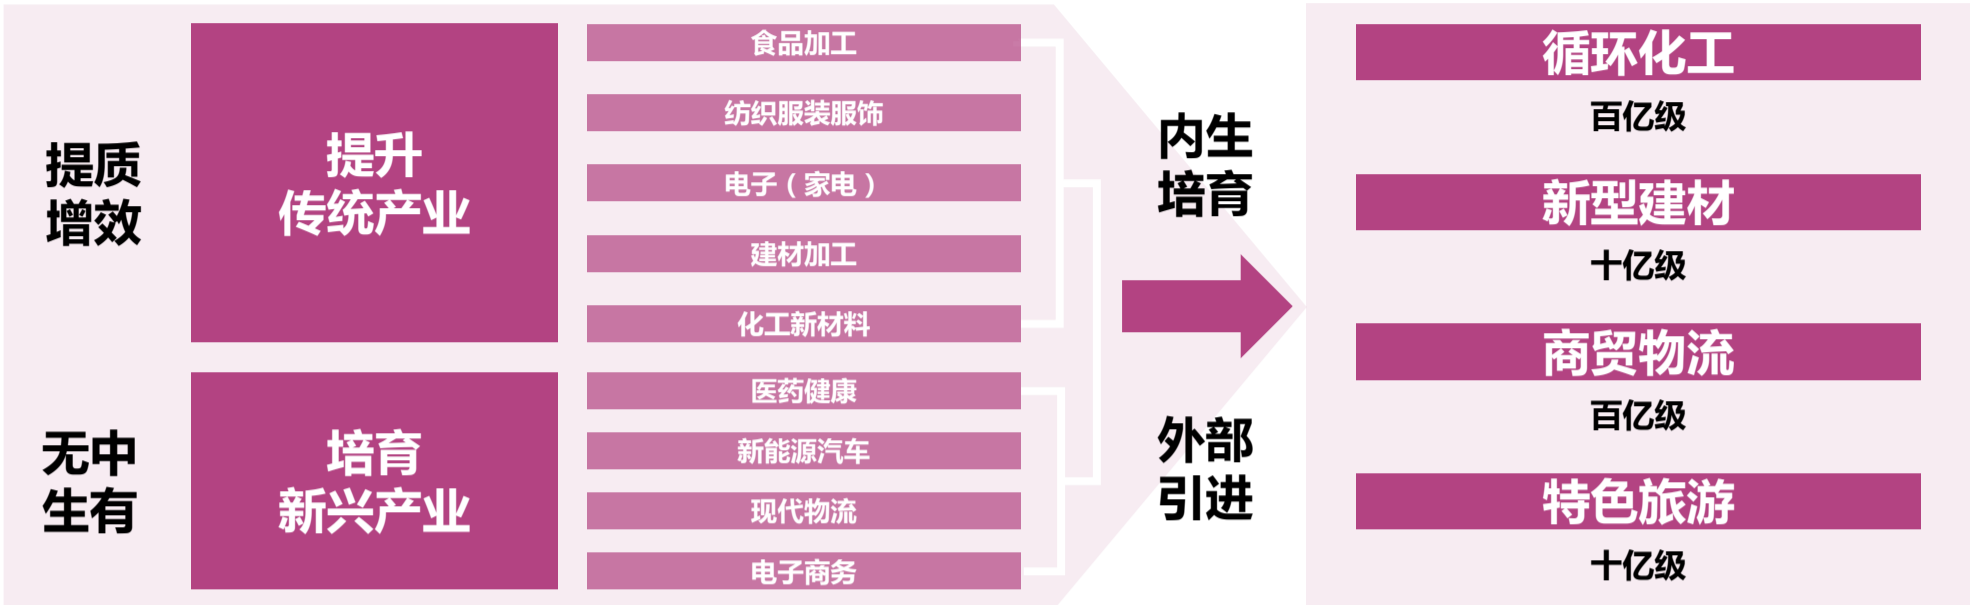 提质
增效
提升
传统产业
食品加工
纺织服装服饰
电子（家电）
建材加工
化工新材料
无中
生有
培育
新兴产业
医药健康
新能源汽车
现代物流
电子商务
内生
培育
外部
引进
循环化工
百亿级
新型建材
十亿级
商贸物流
百亿级
特色旅游
十亿级